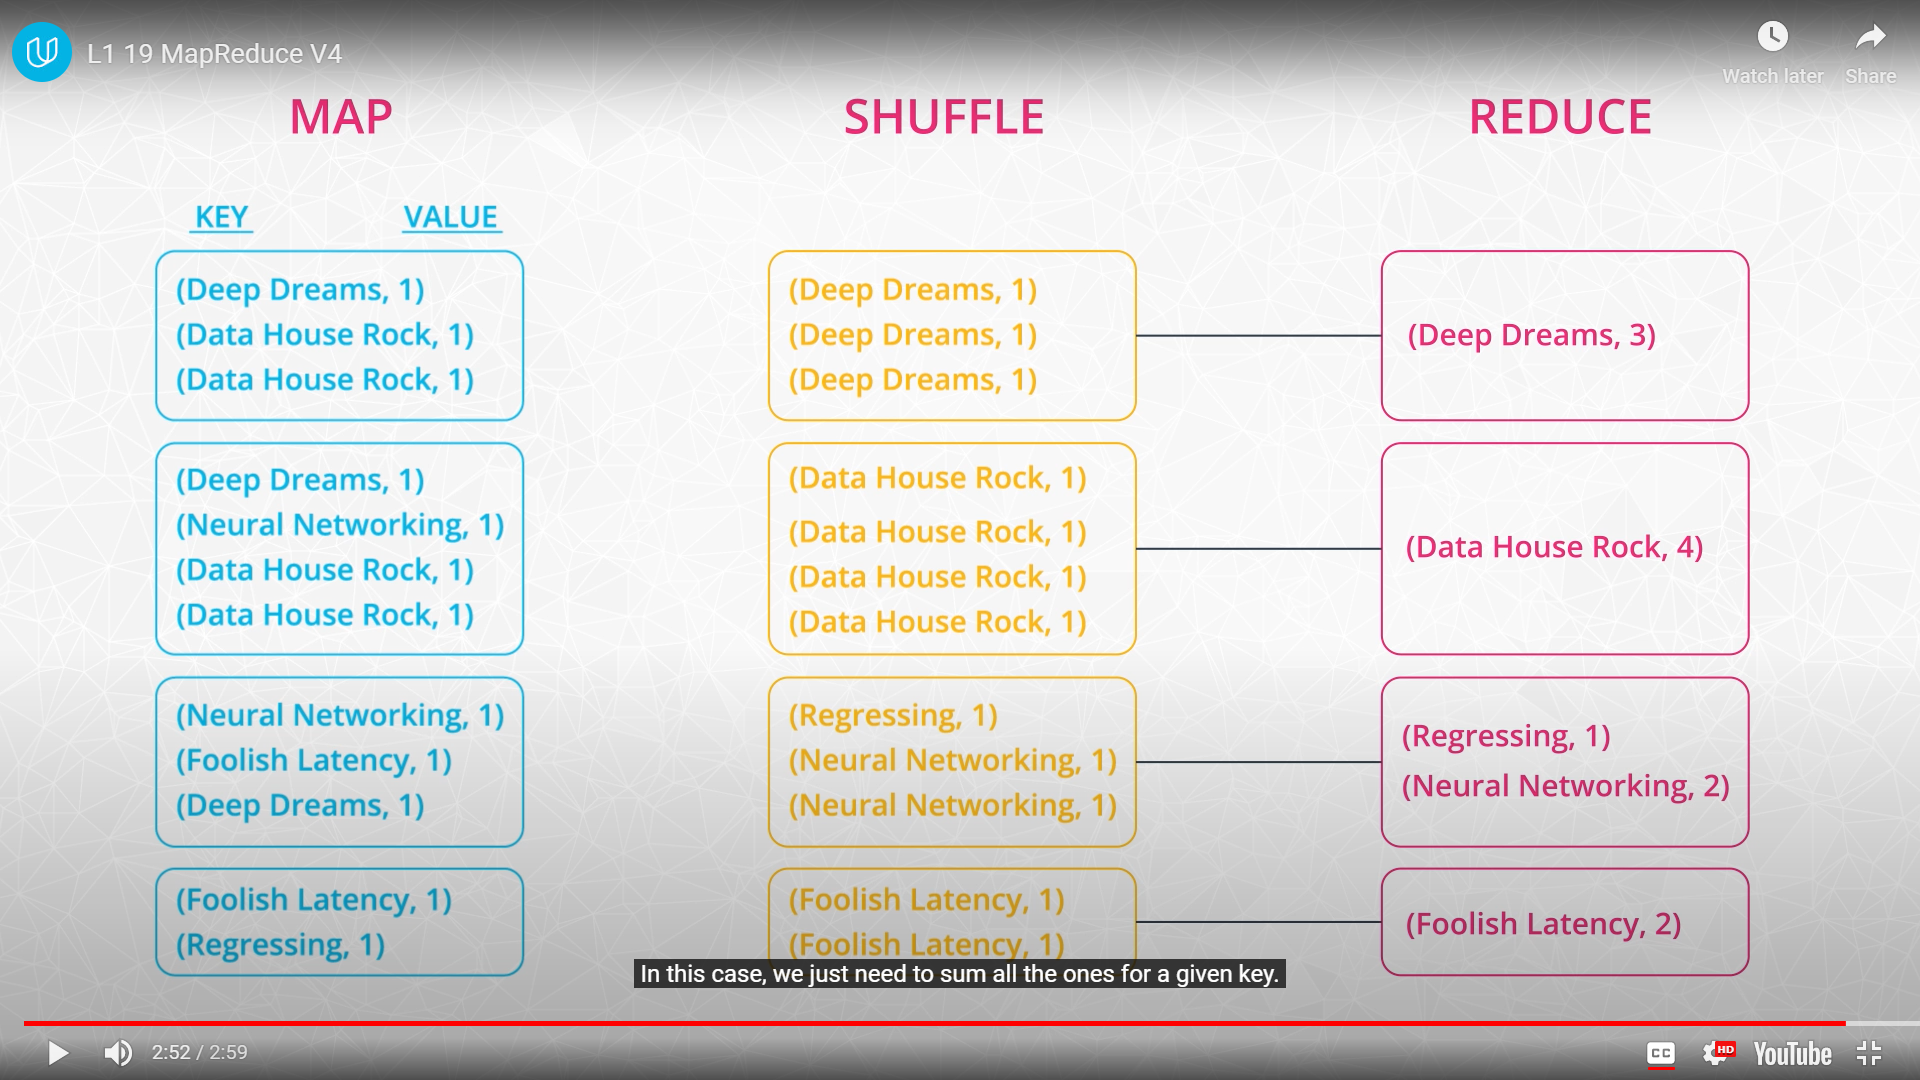 L1 19 MapReduce V4
Watch later
Share
MAP
SHUFFLE
REDUCE
KEY
VALUE
(Deep Dreams, 1)
(Data House Rock, 1)
(Data House Rock, 1)
(Deep Dreams, 1)
(Neural Networking, 1)
(Data House Rock, 1)
(Data House Rock, 1)
(Neural Networking, 1)
(Foolish Latency, 1)
(Deep Dreams, 1)
(Foolish Latency, 1)
(Regressing, 1)
(Deep Dreams, 1)
(Deep Dreams, 1)
(Deep Dreams, 1)
(Data House Rock, 1)
(Data House Rock, 1)
(Data House Rock, 1)
(Data House Rock, 1)
(Regressing, 1)
(Neural Networking, 1)
(Neural Networking, 1)
(Foolish Latency, 1)
(Foolish Latency, 1)
(Deep Dreams, 3)
(Data House Rock, 4)
(Regressing, 1)
(Neural Networking, 2)
(Foolish Latency, 2)
In this case, we just need to sum all the ones for a given key.
2:52 / 2:59
CC
HD
YouTube